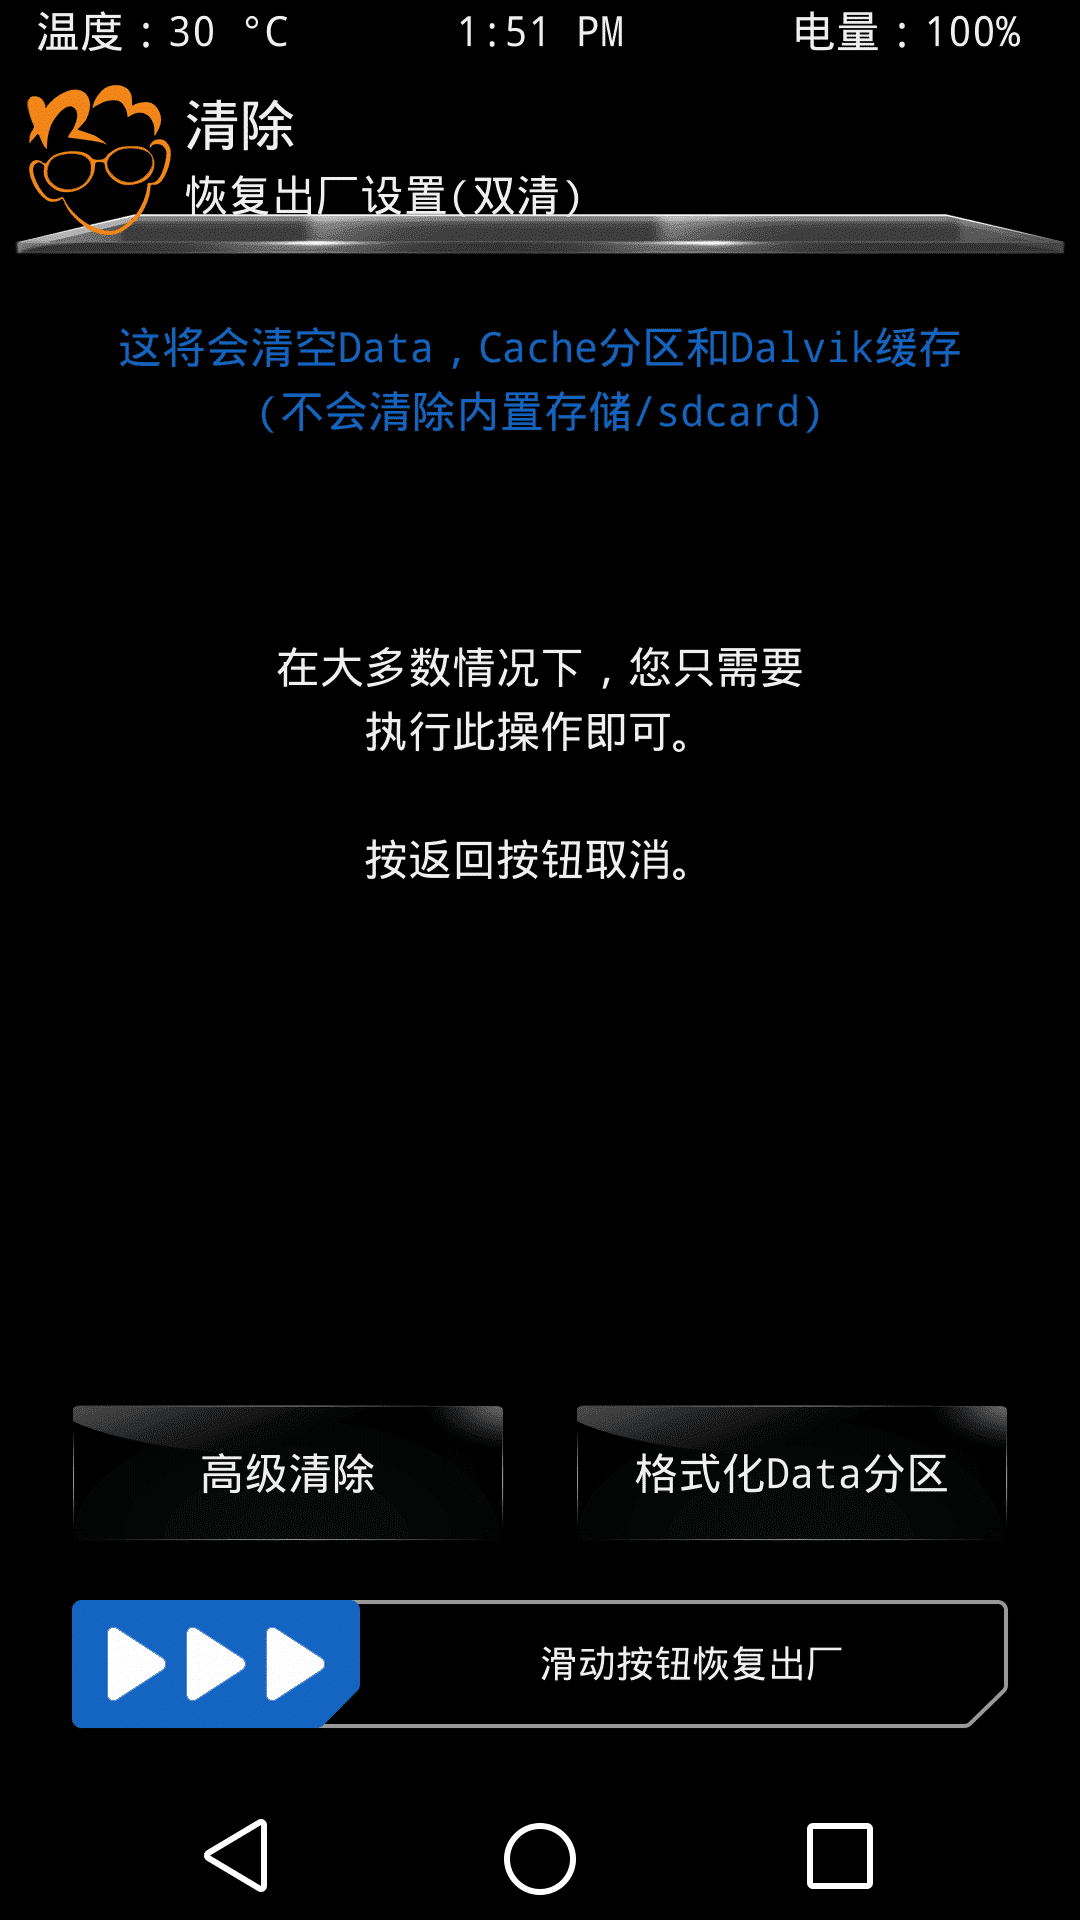 温度：30 °C 1:51 PM 电量：100%
清除
恢复出厂设置(双清)
这将会清空Data，Cache分区和Dalvik缓存
(不会清除内置存储/sdcard)
在大多数情况下，您只需要
执行此操作即可。
按返回按钮取消。
高级清除 格式化Data分区
滑动按钮恢复出厂